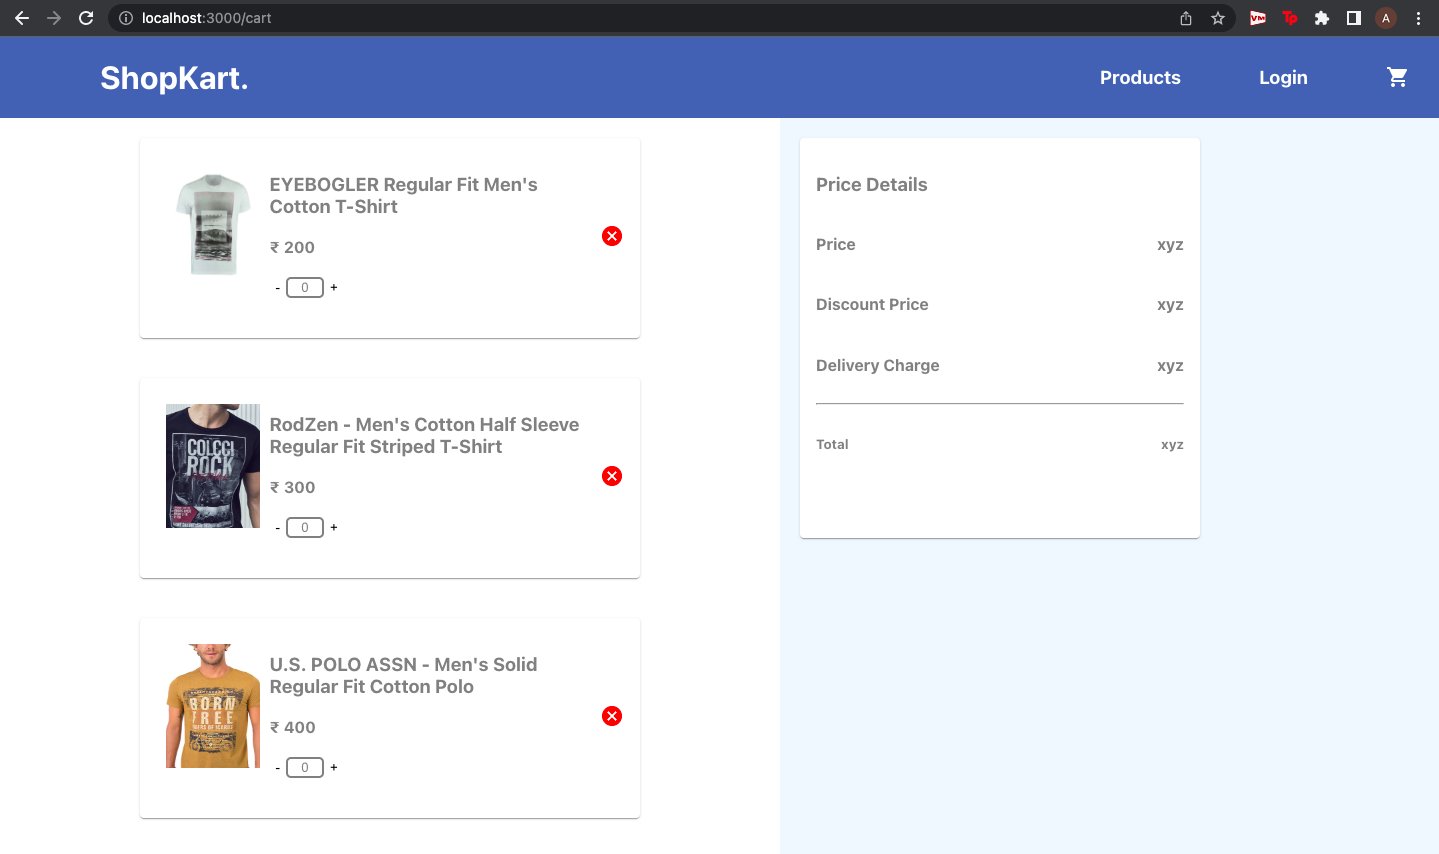 localhost:3000/cart
VM
Tp
A
ShopKart.
Products
Login
EYEBOGLER Regular Fit Men's
Cotton T-Shirt
₹ 200
- 0 +
RodZen - Men's Cotton Half Sleeve
Regular Fit Striped T-Shirt
₹ 300
- 0 +
COLCCI
ROCK
U.S. POLO ASSN - Men's Solid
Regular Fit Cotton Polo
₹ 400
- 0 +
BORN
FREE
Price Details
Price xyz
Discount Price xyz
Delivery Charge xyz
Total xyz